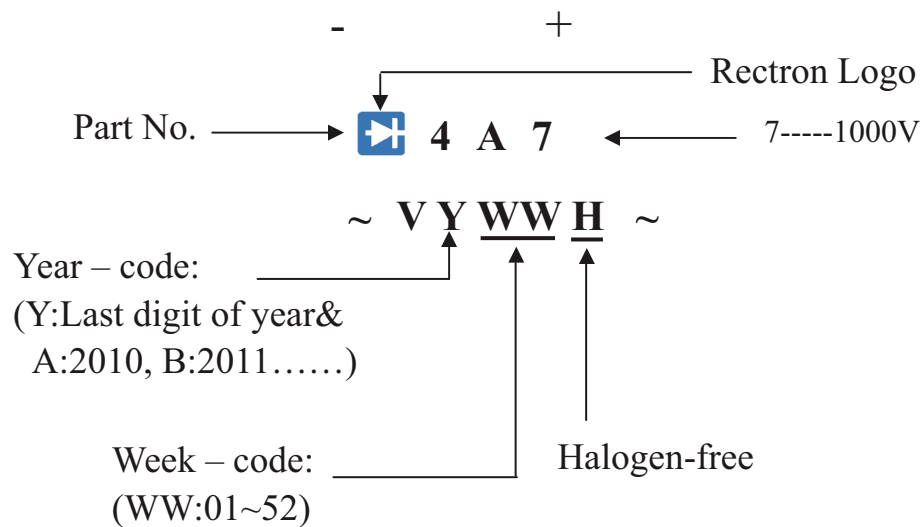 - +
Rectron Logo
Part No. 4 A 7 7-----1000V
~ V Y WW H ~
Year – code:
(Y:Last digit of year&
A:2010, B:2011……)
Week – code:
(WW:01~52)
Halogen-free